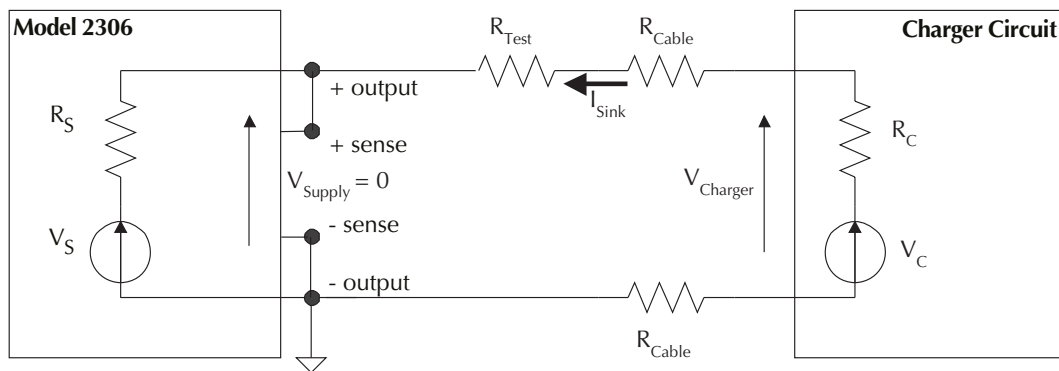 Model 2306
R_Test
R_Cable
Charger Circuit
+ output
I_Sink
R_S
+ sense
R_C
V_Supply = 0
V_Charger
- sense
V_S
V_C
- output
R_Cable